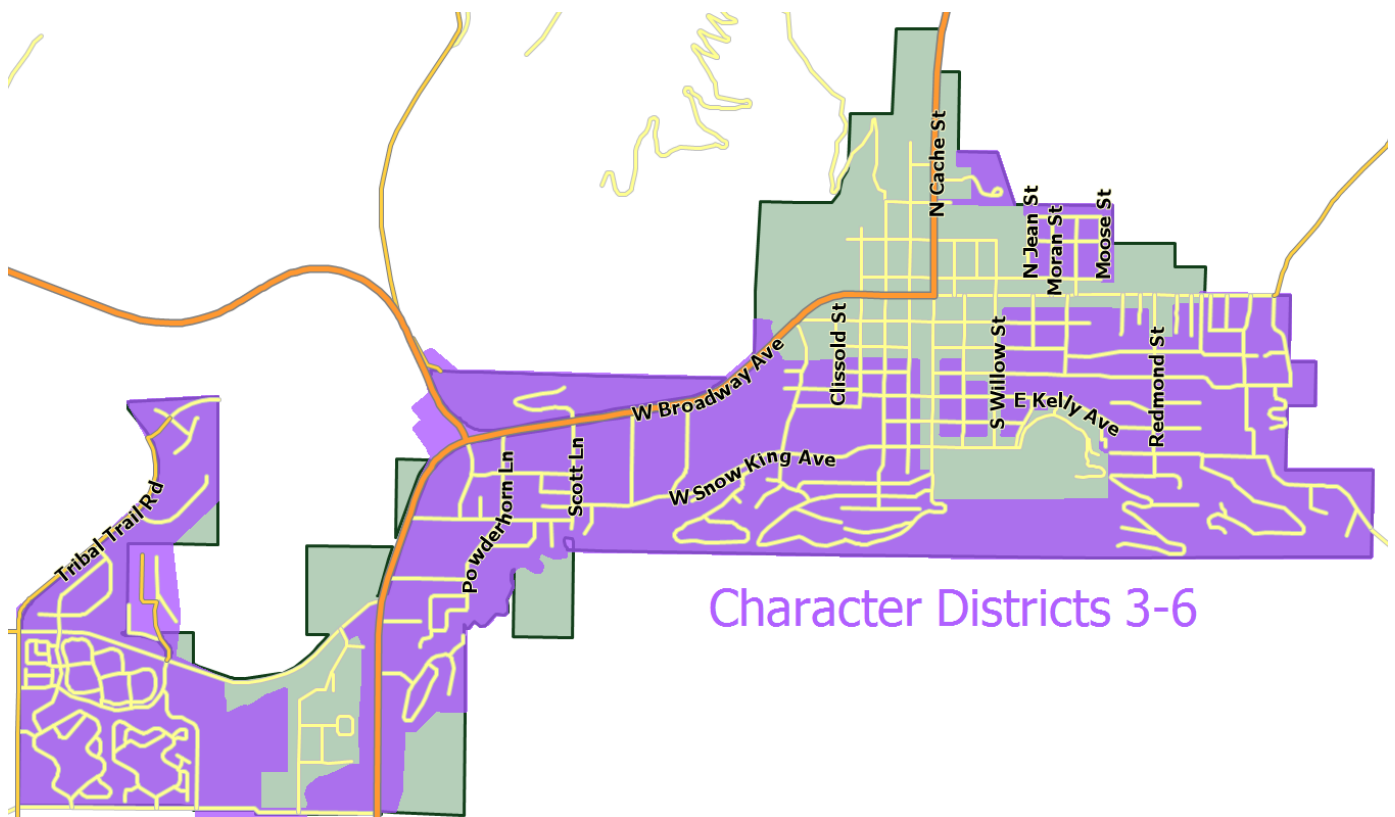 N Cache St
N Jean St
Moran St
Moose St
Clissold St
S Willow St
Redmond St
W Broadway Ave
E Kelly Ave
W Snow King Ave
Scott Ln
Powderhorn Ln
Tribal Trail Rd
Character Districts 3-6